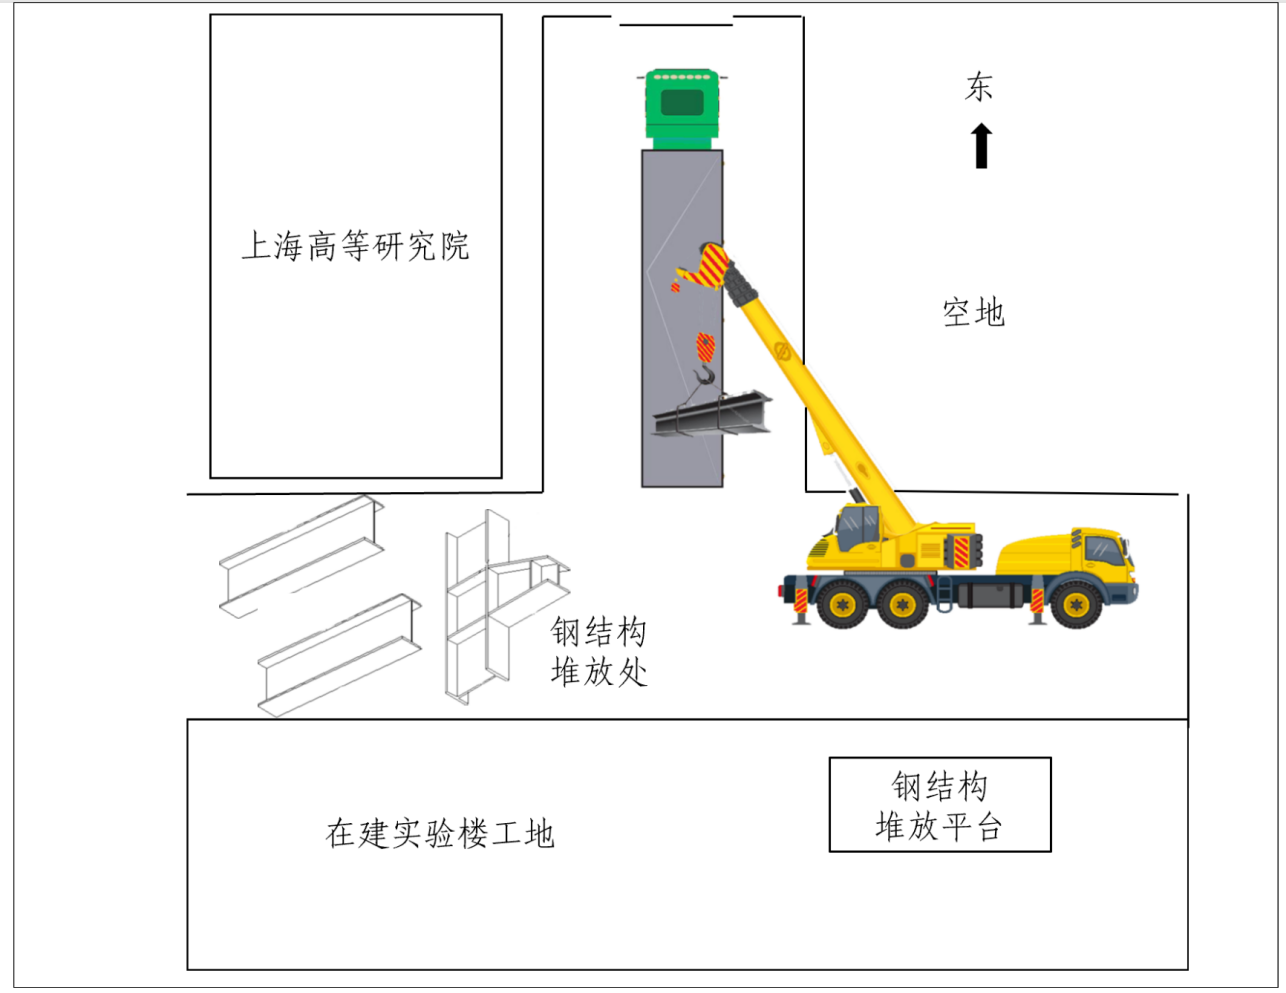 东
上海高等研究院
空地
钢结构
堆放处
钢结构
堆放平台
在建实验楼工地